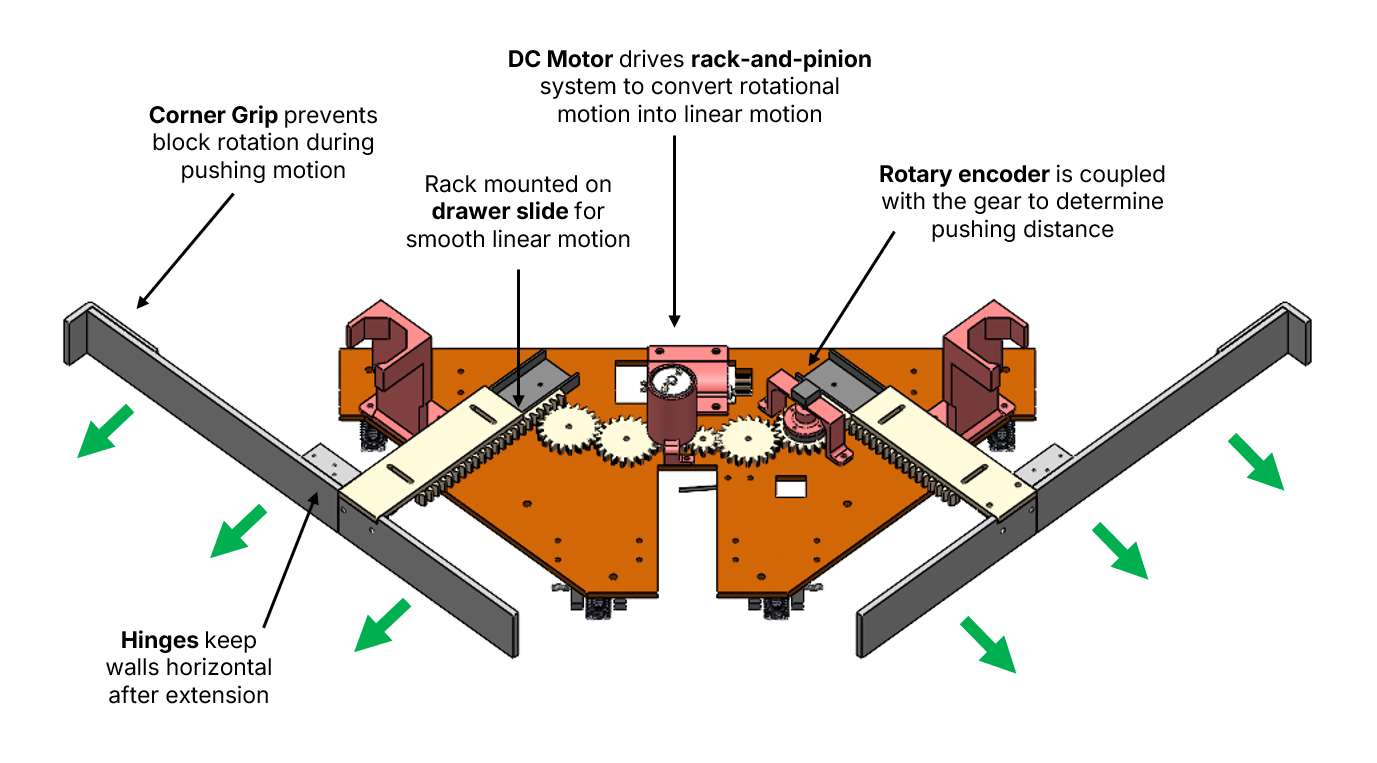 DC Motor drives rack-and-pinion
system to convert rotational
motion into linear motion
Corner Grip prevents
block rotation during
pushing motion
Rack mounted on
drawer slide for
smooth linear motion
Rotary encoder is coupled
with the gear to determine
pushing distance
Hinges keep
walls horizontal
after extension